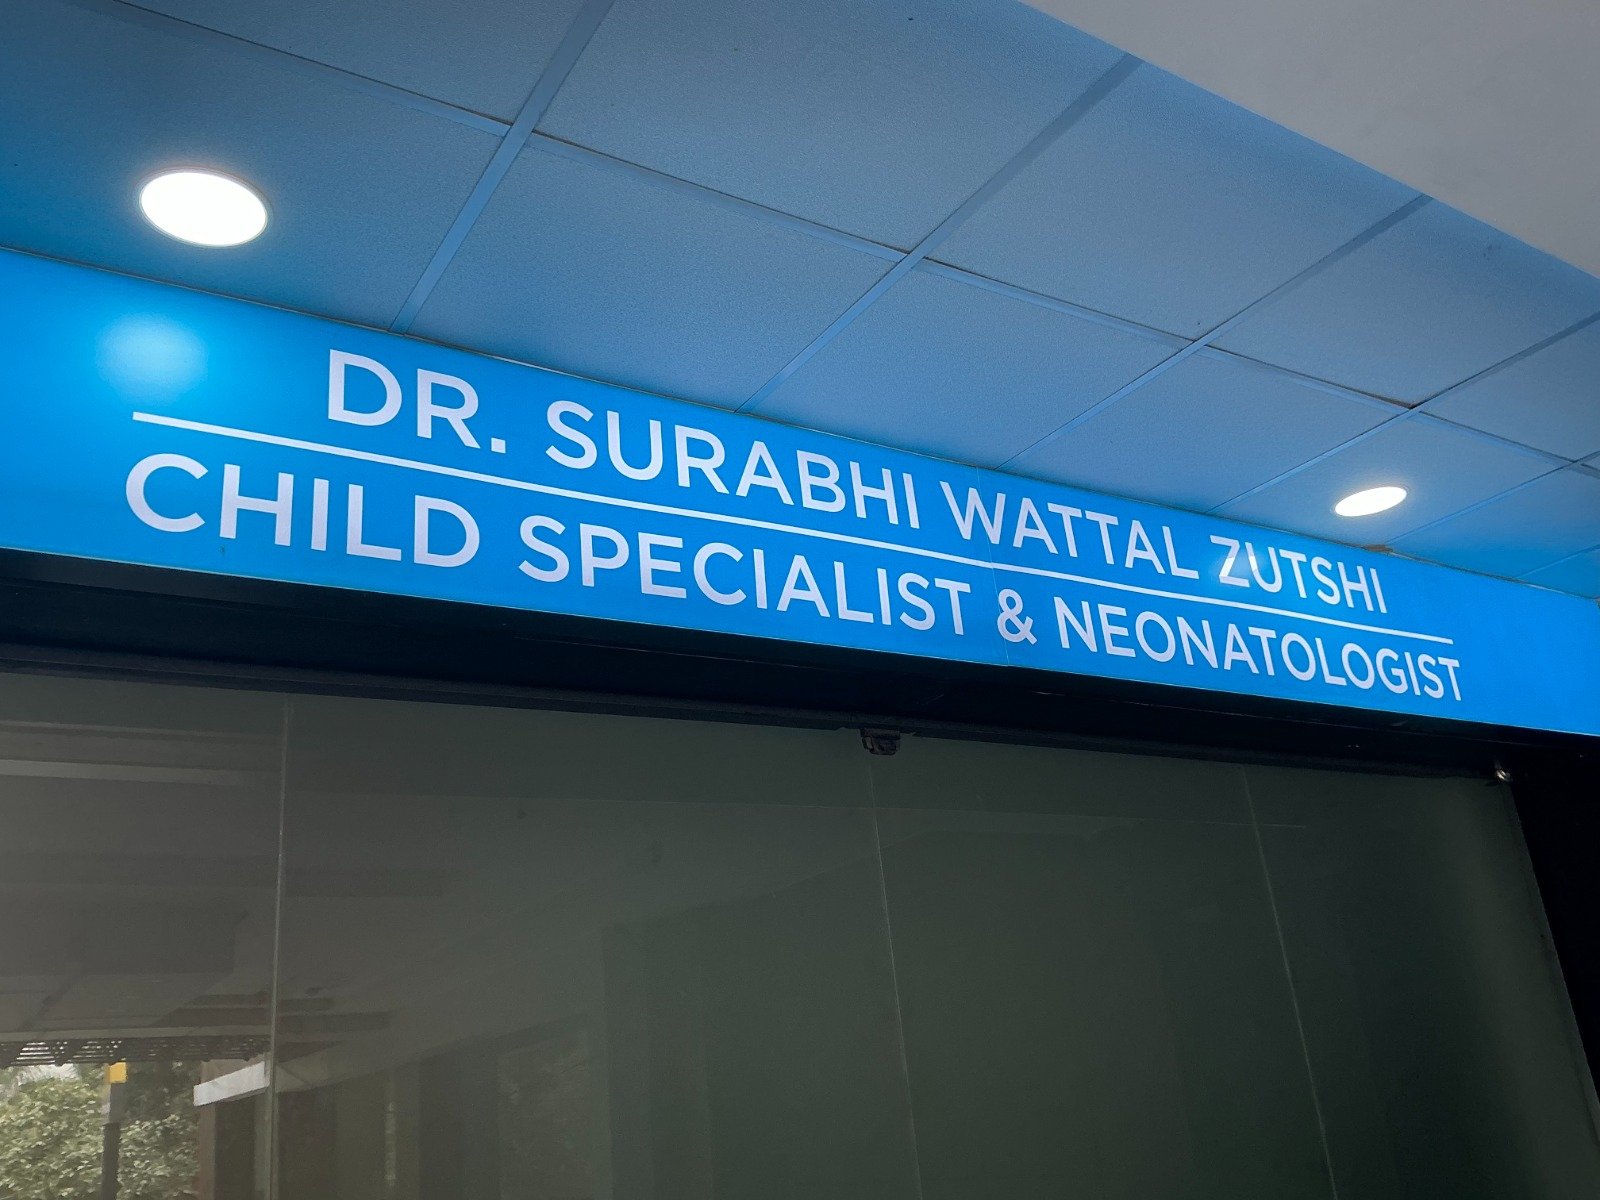 DR. SURABHI WATTAL ZUTSHI
CHILD SPECIALIST & NEONATOLOGIST